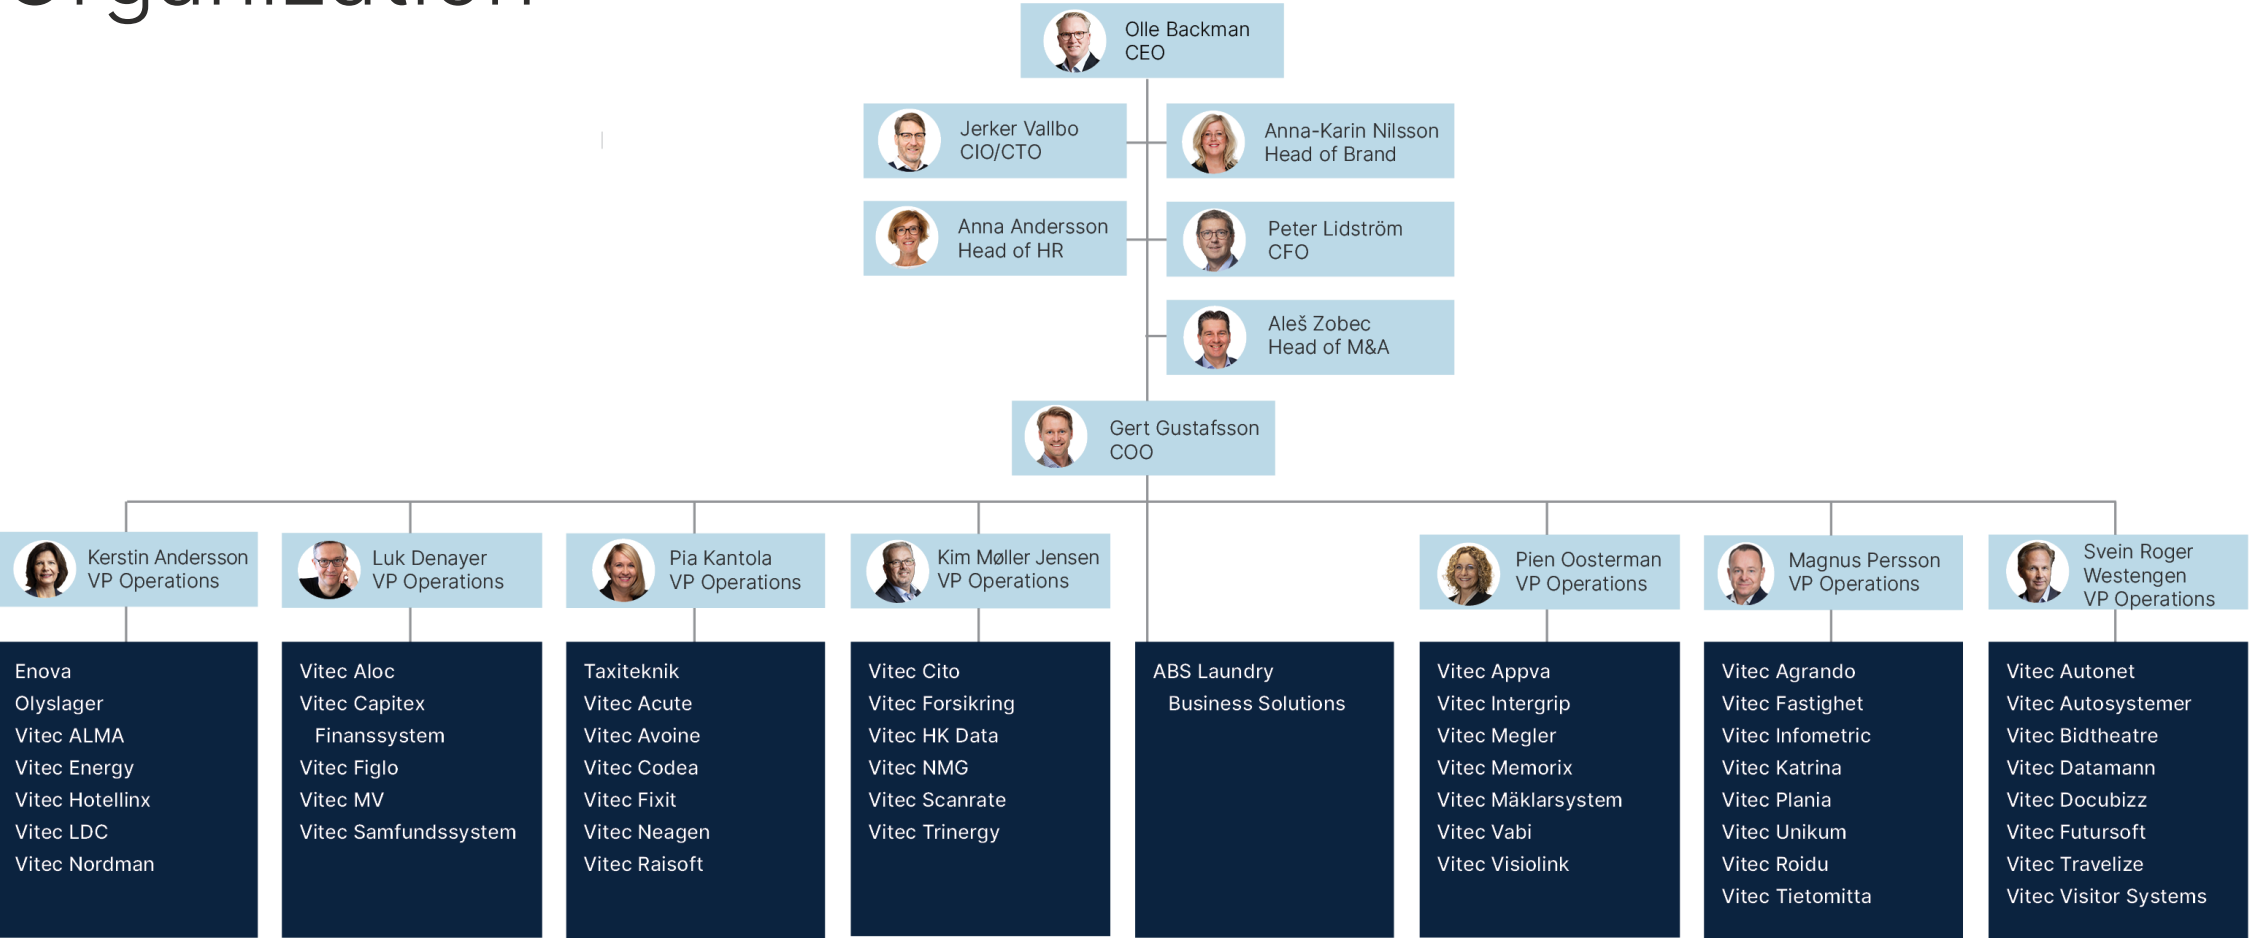 Organization
Olle Backman
CEO
Jerker Vallbo
CIO/CTO
Anna-Karin Nilsson
Head of Brand
Anna Andersson
Head of HR
Peter Lidström
CFO
Aleš Zobec
Head of M&A
Gert Gustafsson
COO
Kerstin Andersson
VP Operations
Luk Denayer
VP Operations
Pia Kantola
VP Operations
Kim Møller Jensen
VP Operations
Pien Oosterman
VP Operations
Magnus Persson
VP Operations
Svein Roger
Westengen
VP Operations
Enova
Olyslager
Vitec ALMA
Vitec Energy
Vitec Hotellinx
Vitec LDC
Vitec Nordman
Vitec Aloc
Vitec Capitex
Finanssystem
Vitec Figlo
Vitec MV
Vitec Samfundssystem
Taxiteknik
Vitec Acute
Vitec Avoine
Vitec Codea
Vitec Fixit
Vitec Neagen
Vitec Raisoft
Vitec Cito
Vitec Forsikring
Vitec HK Data
Vitec NMG
Vitec Scanrate
Vitec Trinergy
ABS Laundry
Business Solutions
Vitec Appva
Vitec Intergrip
Vitec Megler
Vitec Memorix
Vitec Mäklarsystem
Vitec Vabi
Vitec Visiolink
Vitec Agrando
Vitec Fastighet
Vitec Infometric
Vitec Katrina
Vitec Plania
Vitec Unikum
Vitec Roidu
Vitec Tietomitta
Vitec Autonet
Vitec Autosystemer
Vitec Bidtheatre
Vitec Datamann
Vitec Docubizz
Vitec Futursoft
Vitec Travelize
Vitec Visitor Systems